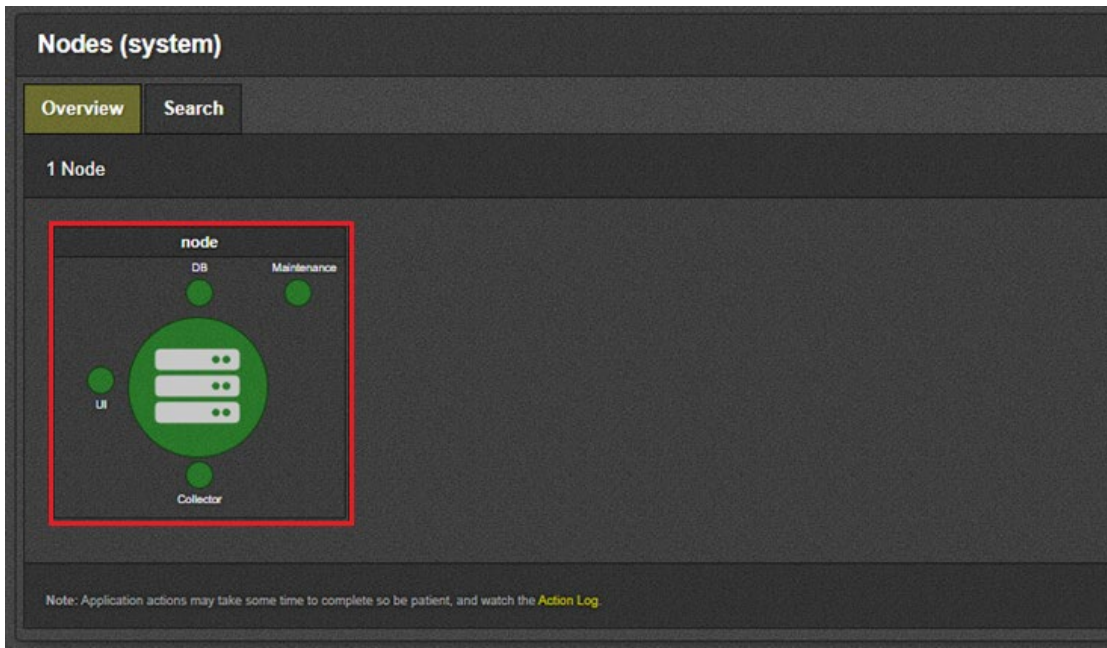 Nodes (system)
Overview Search
1 Node
node
DB Maintenance
UI
Collector
Note: Application actions may take some time to complete so be patient, and watch the Action Log.